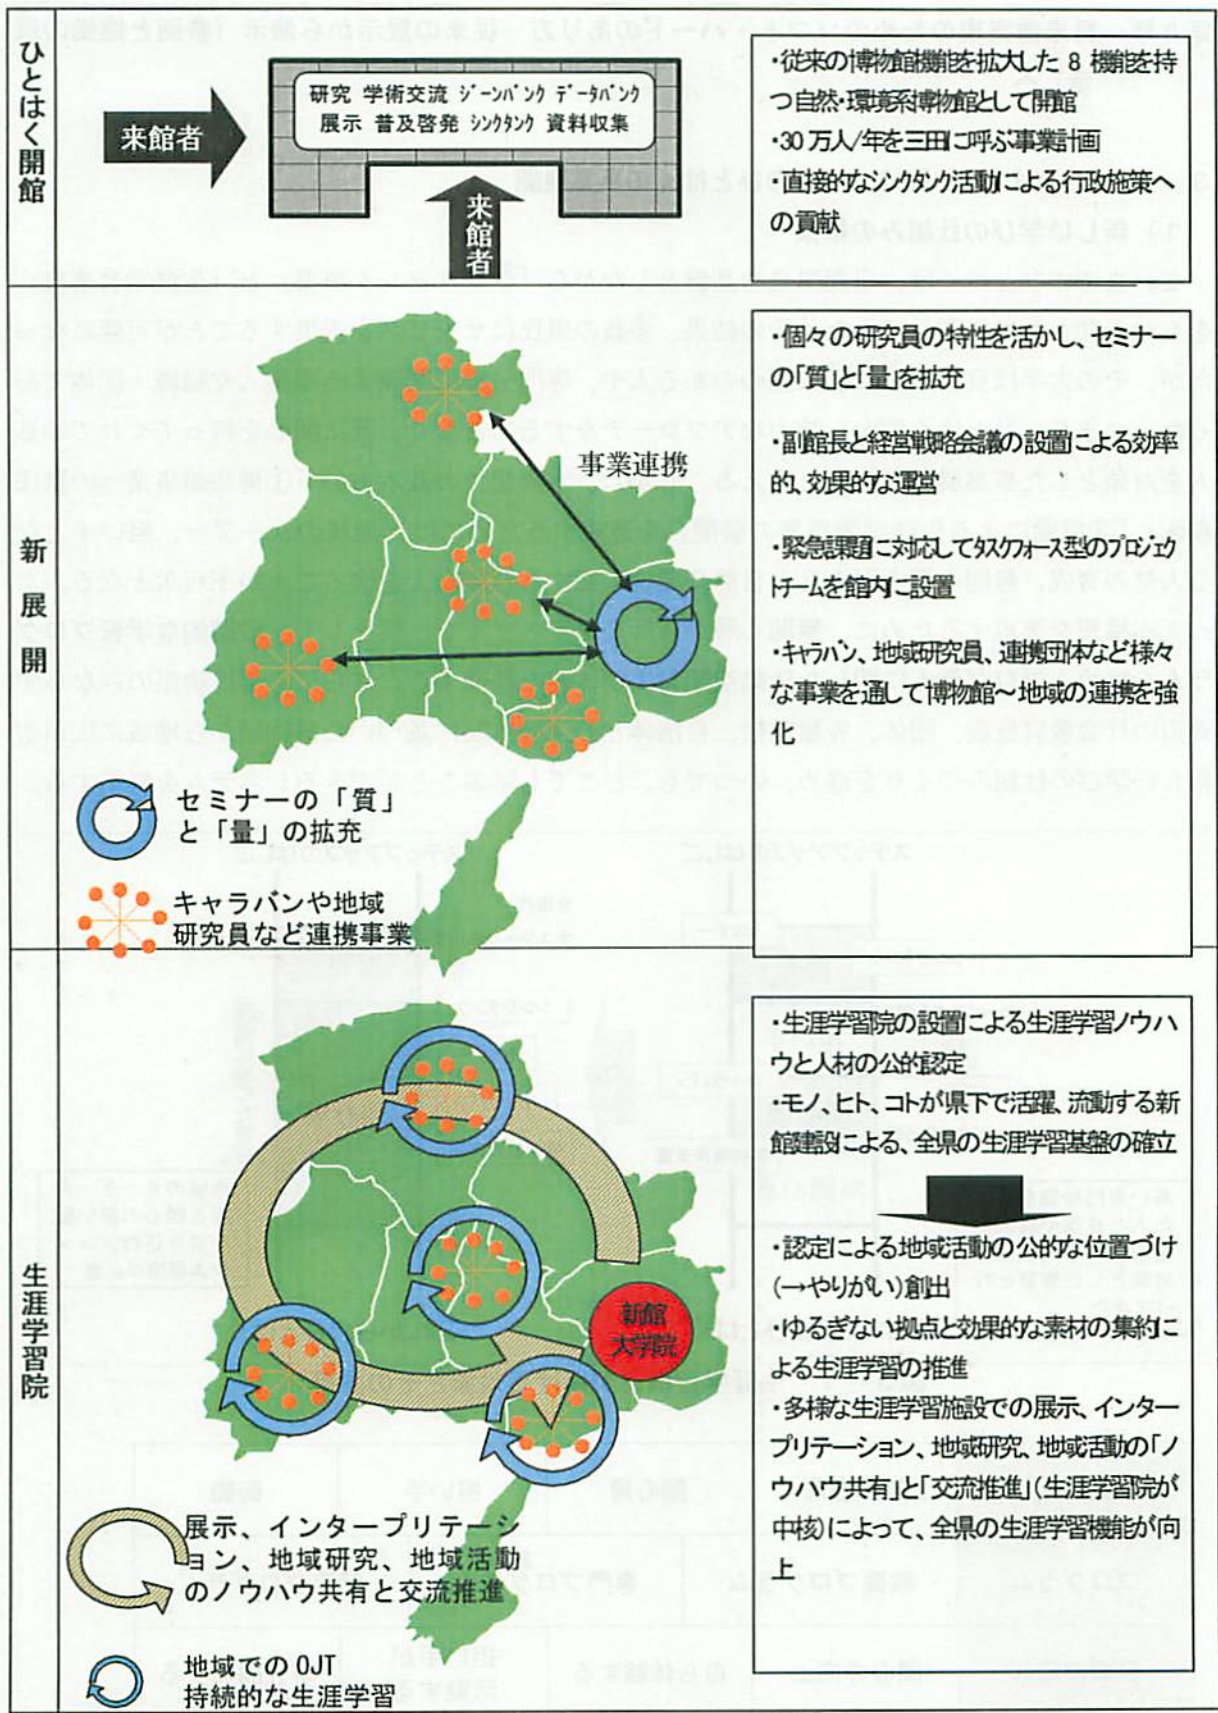 ひとはく開館
研究 学術交流 ジーンバンク データバンク
展示 普及啓発 シンクタンク 資料収集
来館者
来館者
・従来の博物館機能を拡大した 8 機能を持
つ自然・環境系博物館として開館
・30 万人/年を三田に呼ぶ事業計画
・直接的なシンクタンク活動による行政施策へ
の貢献
新展開
事業連携
セミナーの「質」
と「量」の拡充
キャラバンや地域
研究員など連携事業
・個々の研究員の特性を活かし、セミナー
の「質」と「量」を拡充
・副館長と経営戦略会議の設置による効率
的、効果的な運営
・緊急課題に対応してタスクフォース型のプロジェク
トチームを館内に設置
・キャラバン、地域研究員、連携団体など様々
な事業を通して博物館～地域の連携を強
化
生涯学習院
新館
大学院
展示、インタープリテーシ
ョン、地域研究、地域活動
のノウハウ共有と交流推進
地域での OJT
持続的な生涯学習
・生涯学習院の設置による生涯学習ノウハ
ウと人材の公的認定
・モノ、ヒト、コトが県下で活躍、流動する新
館建設による、全県の生涯学習基盤の確立
・認定による地域活動の公的な位置づけ
(→やりがい)創出
・ゆるぎない拠点と効果的な素材の集約に
よる生涯学習の推進
・多様な生涯学習施設での展示、インター
プリテーション、地域研究、地域活動の「ノ
ウハウ共有」と「交流推進」(生涯学習院が
中核)によって、全県の生涯学習機能が向
上